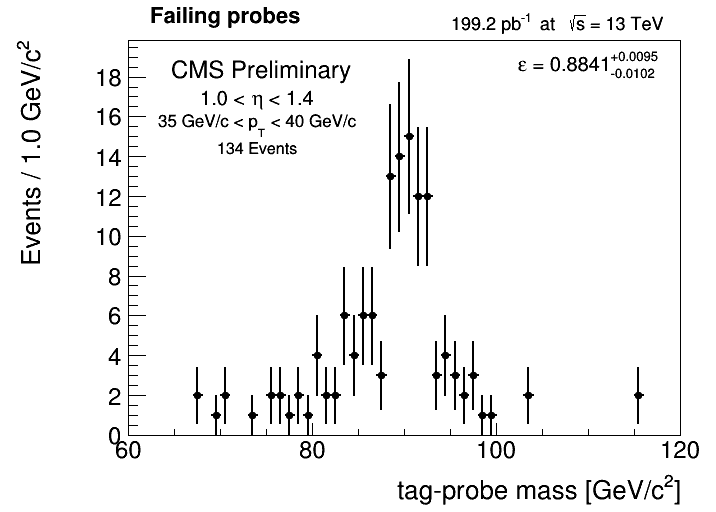 Failing probes
199.2 pb⁻¹ at √s = 13 TeV
CMS Preliminary
1.0 < η < 1.4
35 GeV/c < p_T < 40 GeV/c
134 Events
ε = 0.8841 +0.0095 -0.0102
Events / 1.0 GeV/c²
18
16
14
12
10
8
6
4
2
0
60 80 100 120
tag-probe mass [GeV/c²]